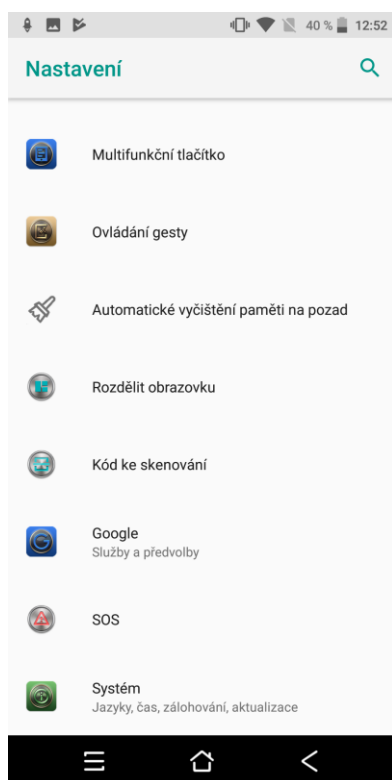 40 % 12:52
Nastavení
Multifunkční tlačítko
Ovládání gesty
Automatické vyčištění paměti na pozad
Rozdělit obrazovku
Kód ke skenování
Google
Služby a předvolby
SOS
Systém
Jazyky, čas, zálohování, aktualizace